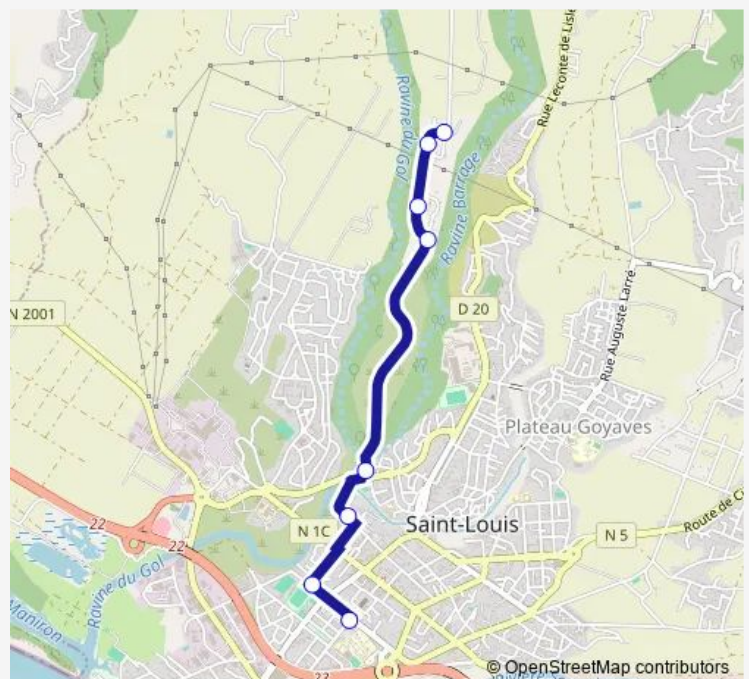 Rue Leconte de Lisle
Ravine du Gol
Ravine Barrage
N 2001
D 20
Rue Auguste Larré
Plateau Goyaves
Saint-Louis
Route de C
22
N 1C
N 5
22
Ravine du Gol
Maniron
© OpenStreetMap contributors